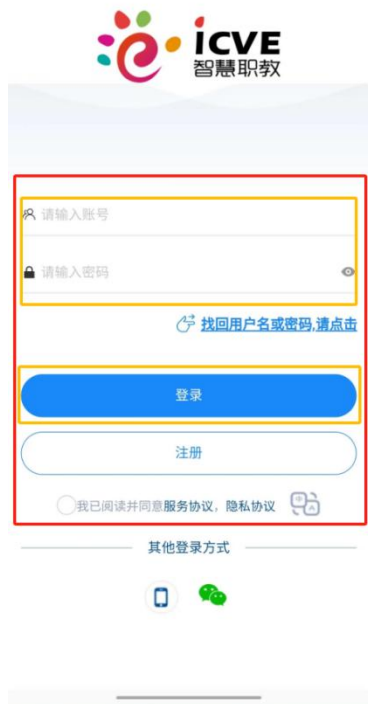 icve
智慧职教
请输入账号
请输入密码
找回用户名或密码,请点击
登录
注册
我已阅读并同意服务协议，隐私协议
其他登录方式